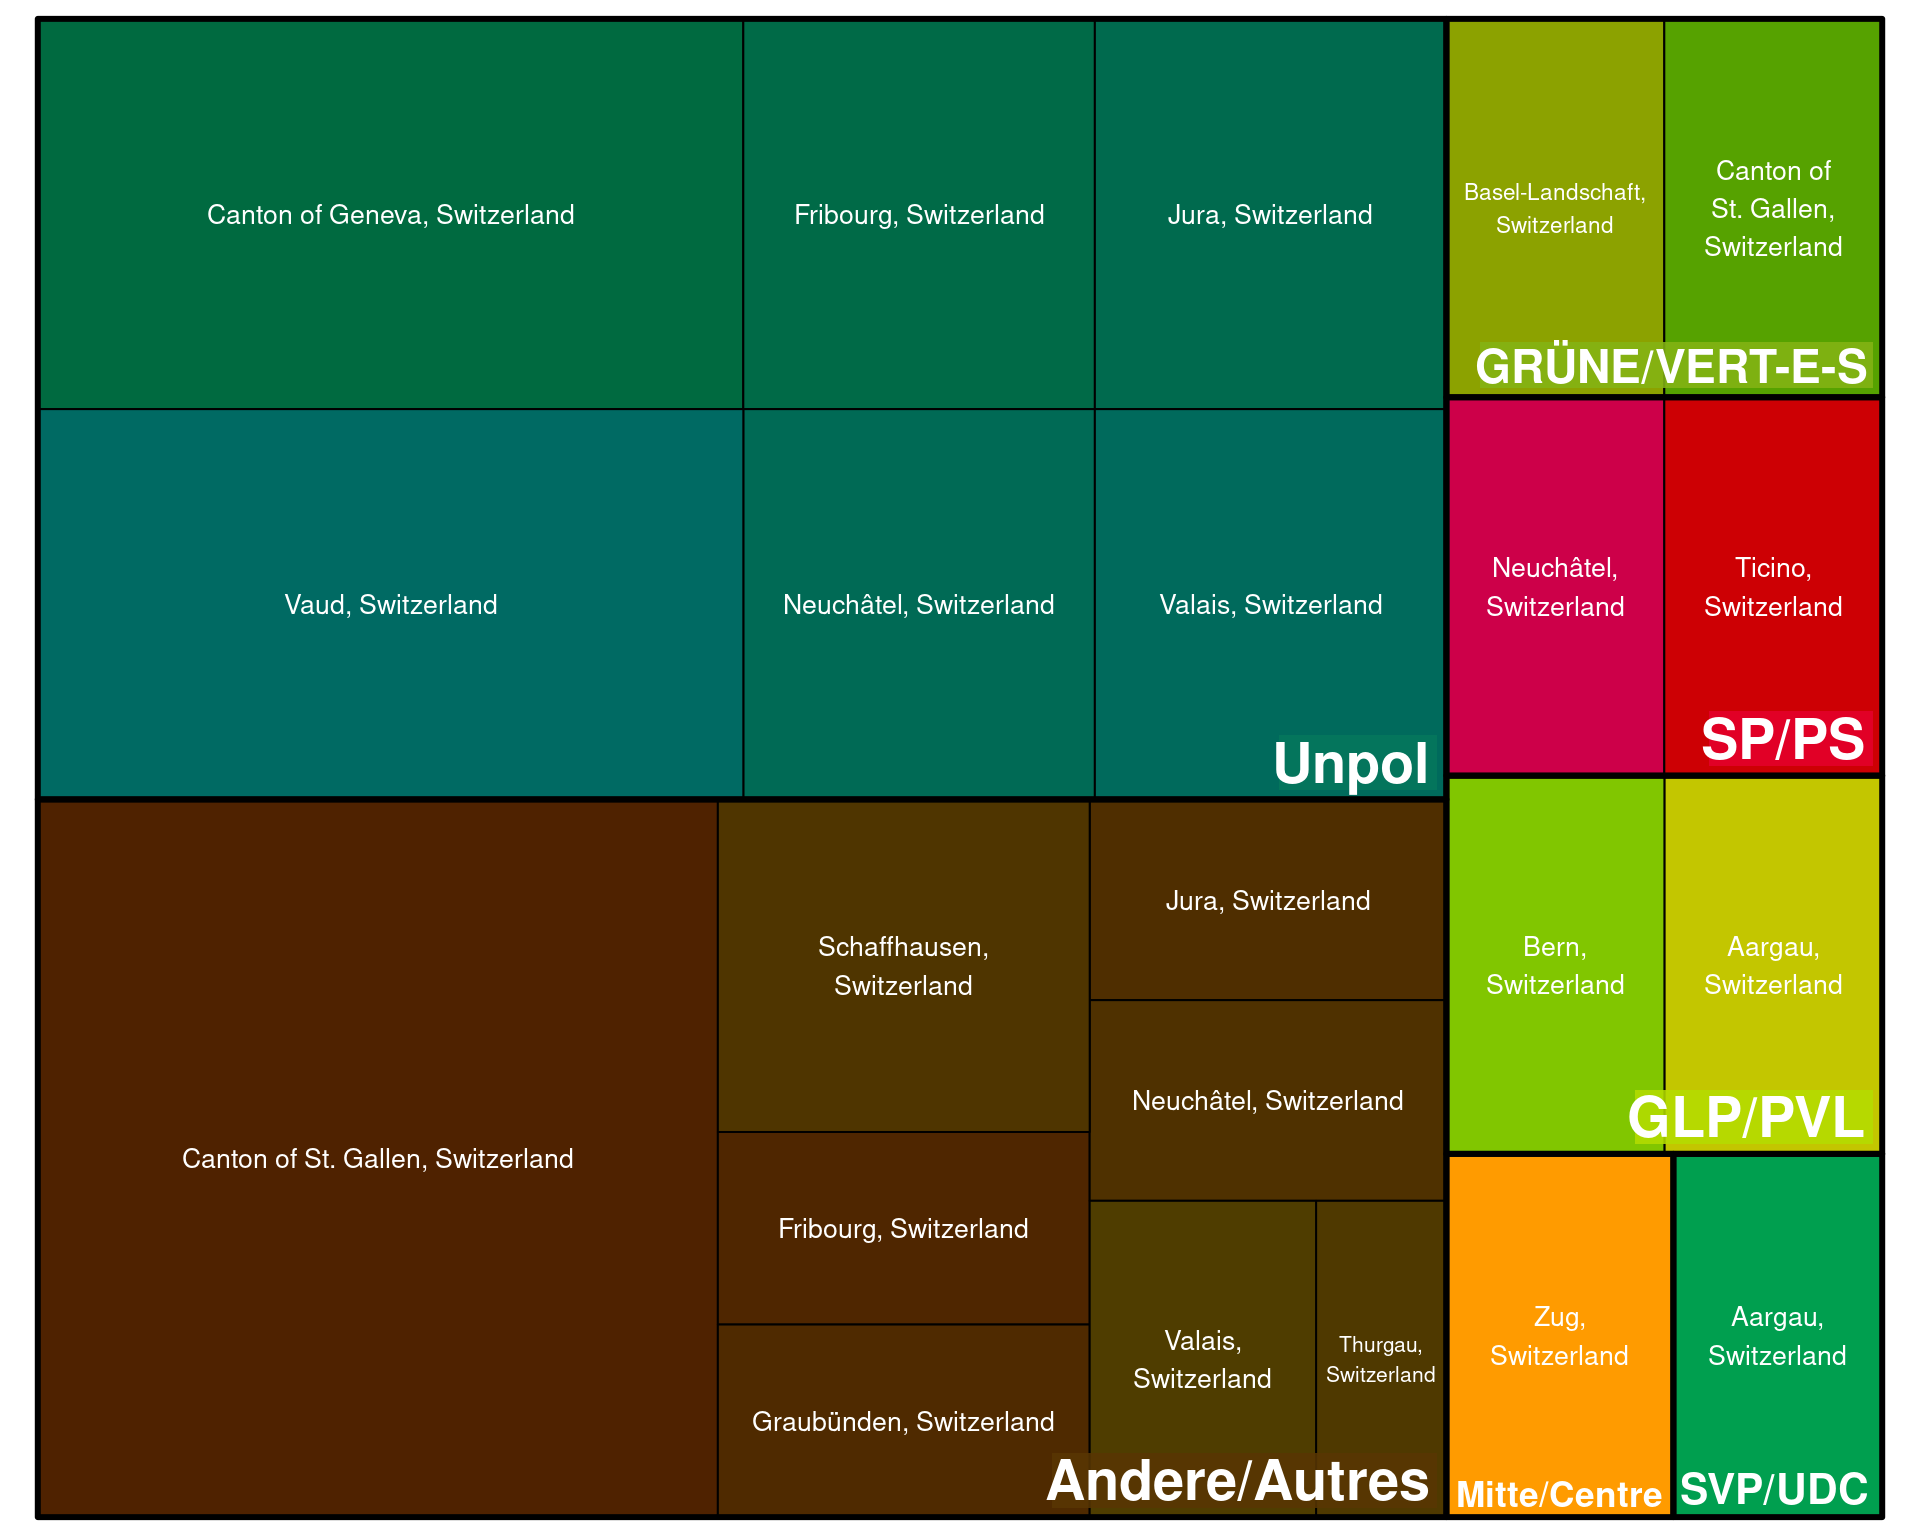 Canton of Geneva, Switzerland
Fribourg, Switzerland
Jura, Switzerland
Vaud, Switzerland
Neuchâtel, Switzerland
Valais, Switzerland
Unpol
Canton of St. Gallen, Switzerland
Schaffhausen,
Switzerland
Fribourg, Switzerland
Graubünden, Switzerland
Jura, Switzerland
Neuchâtel, Switzerland
Valais,
Switzerland
Thurgau,
Switzerland
Andere/Autres
Basel-Landschaft,
Switzerland
Canton of
St. Gallen,
Switzerland
GRÜNE/VERT-E-S
Neuchâtel,
Switzerland
Ticino,
Switzerland
SP/PS
Bern,
Switzerland
Aargau,
Switzerland
GLP/PVL
Zug,
Switzerland
Mitte/Centre
Aargau,
Switzerland
SVP/UDC